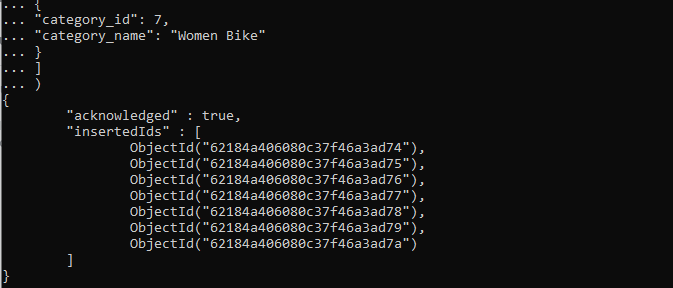 ... {
... "category_id": 7,
... "category_name": "Women Bike"
... }
... ]
... )
{
        "acknowledged" : true,
        "insertedIds" : [
                ObjectId("62184a406080c37f46a3ad74"),
                ObjectId("62184a406080c37f46a3ad75"),
                ObjectId("62184a406080c37f46a3ad76"),
                ObjectId("62184a406080c37f46a3ad77"),
                ObjectId("62184a406080c37f46a3ad78"),
                ObjectId("62184a406080c37f46a3ad79"),
                ObjectId("62184a406080c37f46a3ad7a")
        ]
}